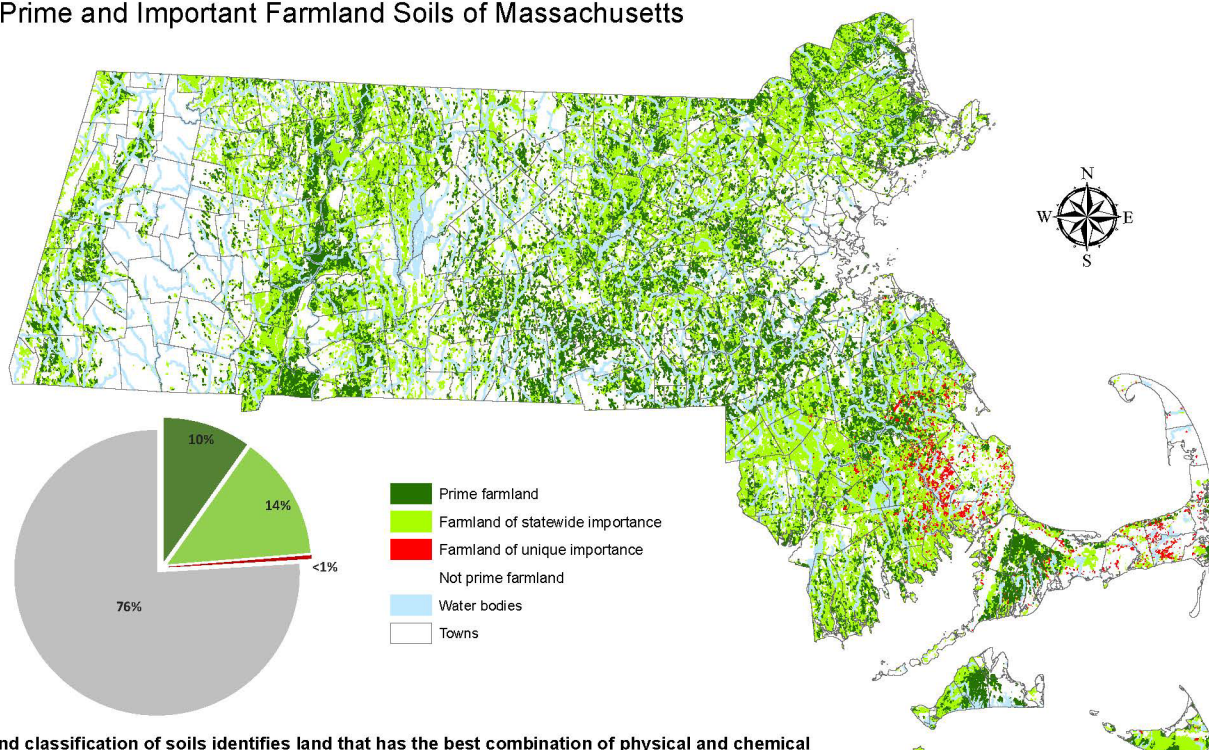 Prime and Important Farmland Soils of Massachusetts
N
W
E
S
10%
14%
<1%
76%
Prime farmland
Farmland of statewide importance
Farmland of unique importance
Not prime farmland
Water bodies
Towns
nd classification of soils identifies land that has the best combination of physical and chemical